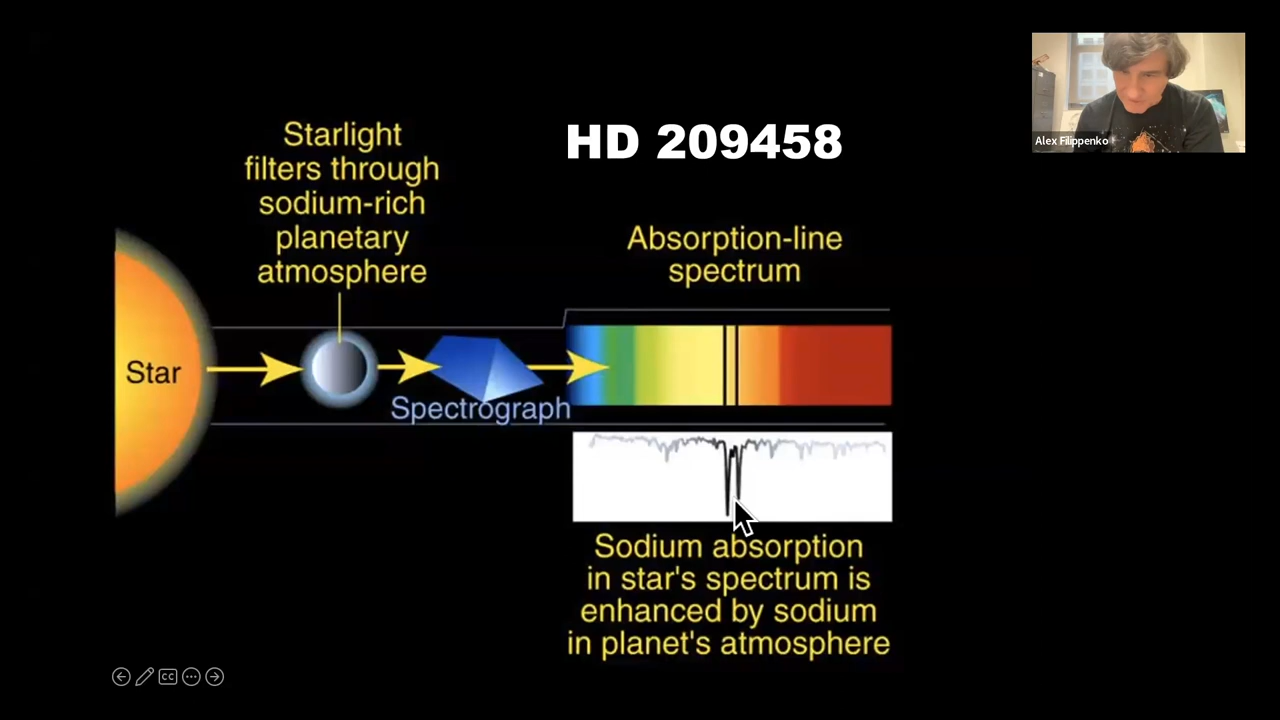 Alex Filippenko
HD 209458
Starlight
filters through
sodium-rich
planetary
atmosphere
Absorption-line
spectrum
Star
Spectrograph
Sodium absorption
in star's spectrum is
enhanced by sodium
in planet's atmosphere
CC